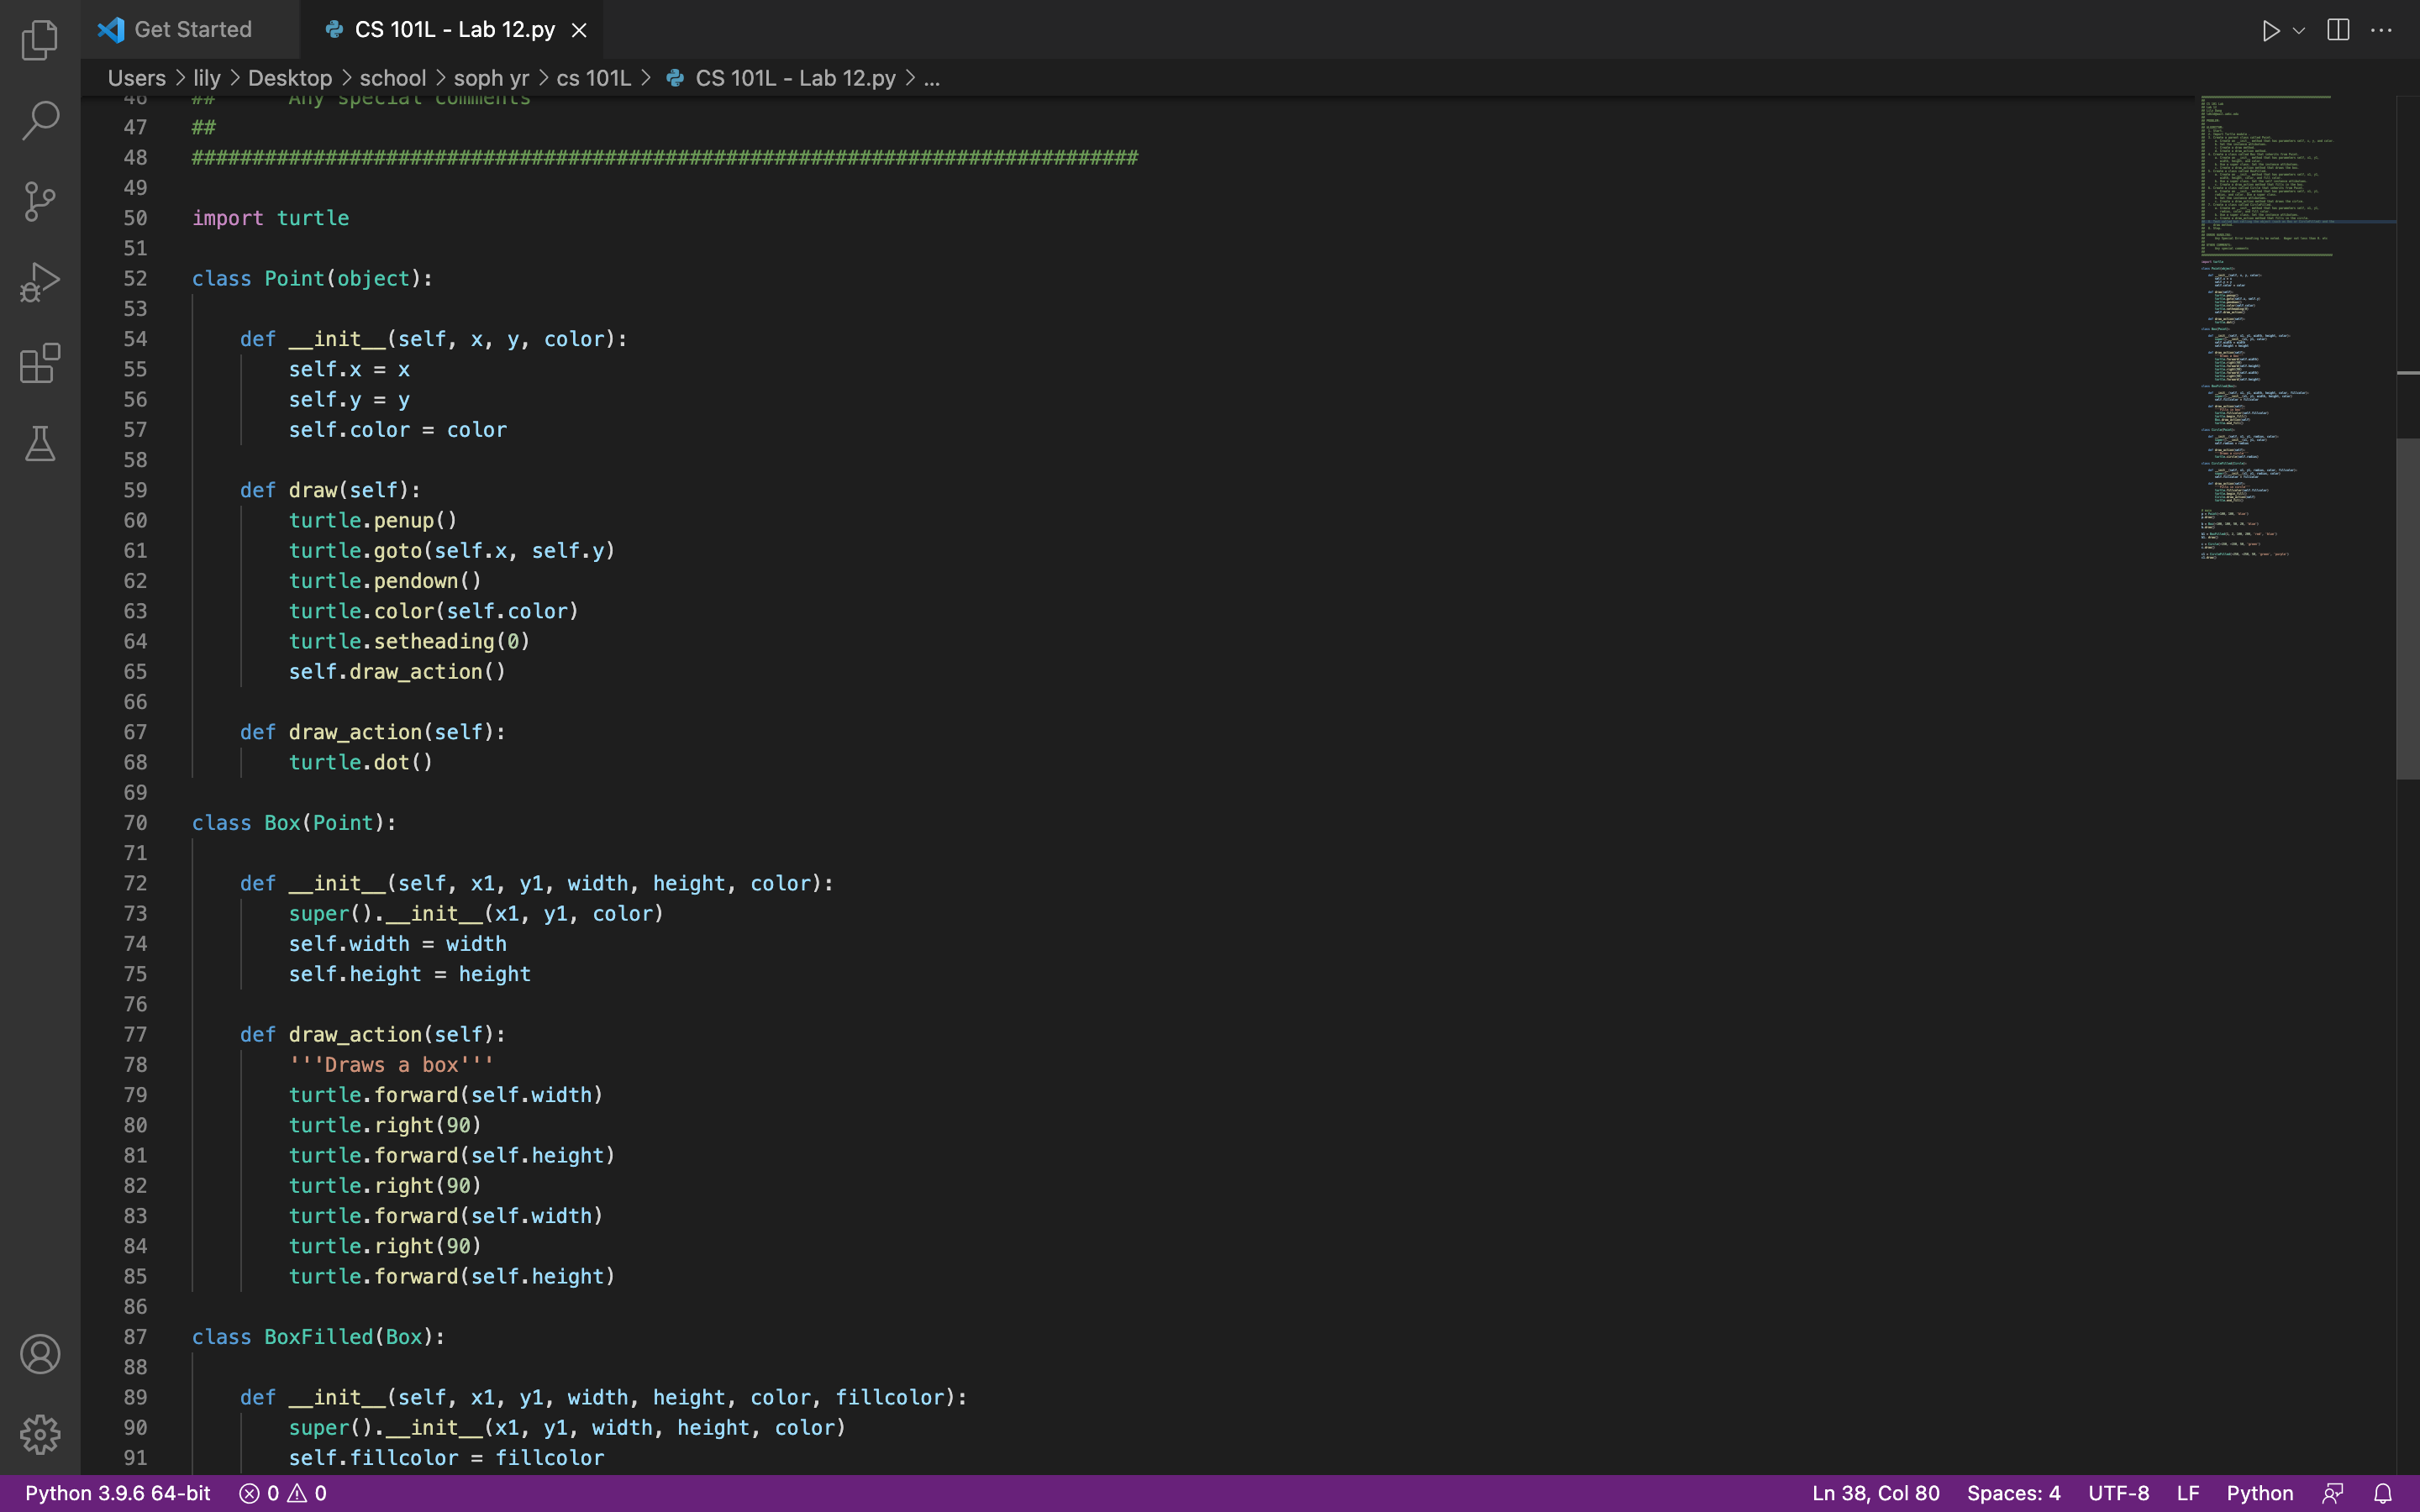 Get Started
CS 101L - Lab 12.py
Users > lily > Desktop > school > soph yr > cs 101L > CS 101L - Lab 12.py > ...
46 ##      Any special comments
47 ##
48 ##############################################################################
49
50 import turtle
51
52 class Point(object):
53
54     def __init__(self, x, y, color):
55         self.x = x
56         self.y = y
57         self.color = color
58
59     def draw(self):
60         turtle.penup()
61         turtle.goto(self.x, self.y)
62         turtle.pendown()
63         turtle.color(self.color)
64         turtle.setheading(0)
65         self.draw_action()
66
67     def draw_action(self):
68         turtle.dot()
69
70 class Box(Point):
71
72     def __init__(self, x1, y1, width, height, color):
73         super().__init__(x1, y1, color)
74         self.width = width
75         self.height = height
76
77     def draw_action(self):
78         '''Draws a box'''
79         turtle.forward(self.width)
80         turtle.right(90)
81         turtle.forward(self.height)
82         turtle.right(90)
83         turtle.forward(self.width)
84         turtle.right(90)
85         turtle.forward(self.height)
86
87 class BoxFilled(Box):
88
89     def __init__(self, x1, y1, width, height, color, fillcolor):
90         super().__init__(x1, y1, width, height, color)
91         self.fillcolor = fillcolor
Python 3.9.6 64-bit 0 0 Ln 38, Col 80 Spaces: 4 UTF-8 LF Python